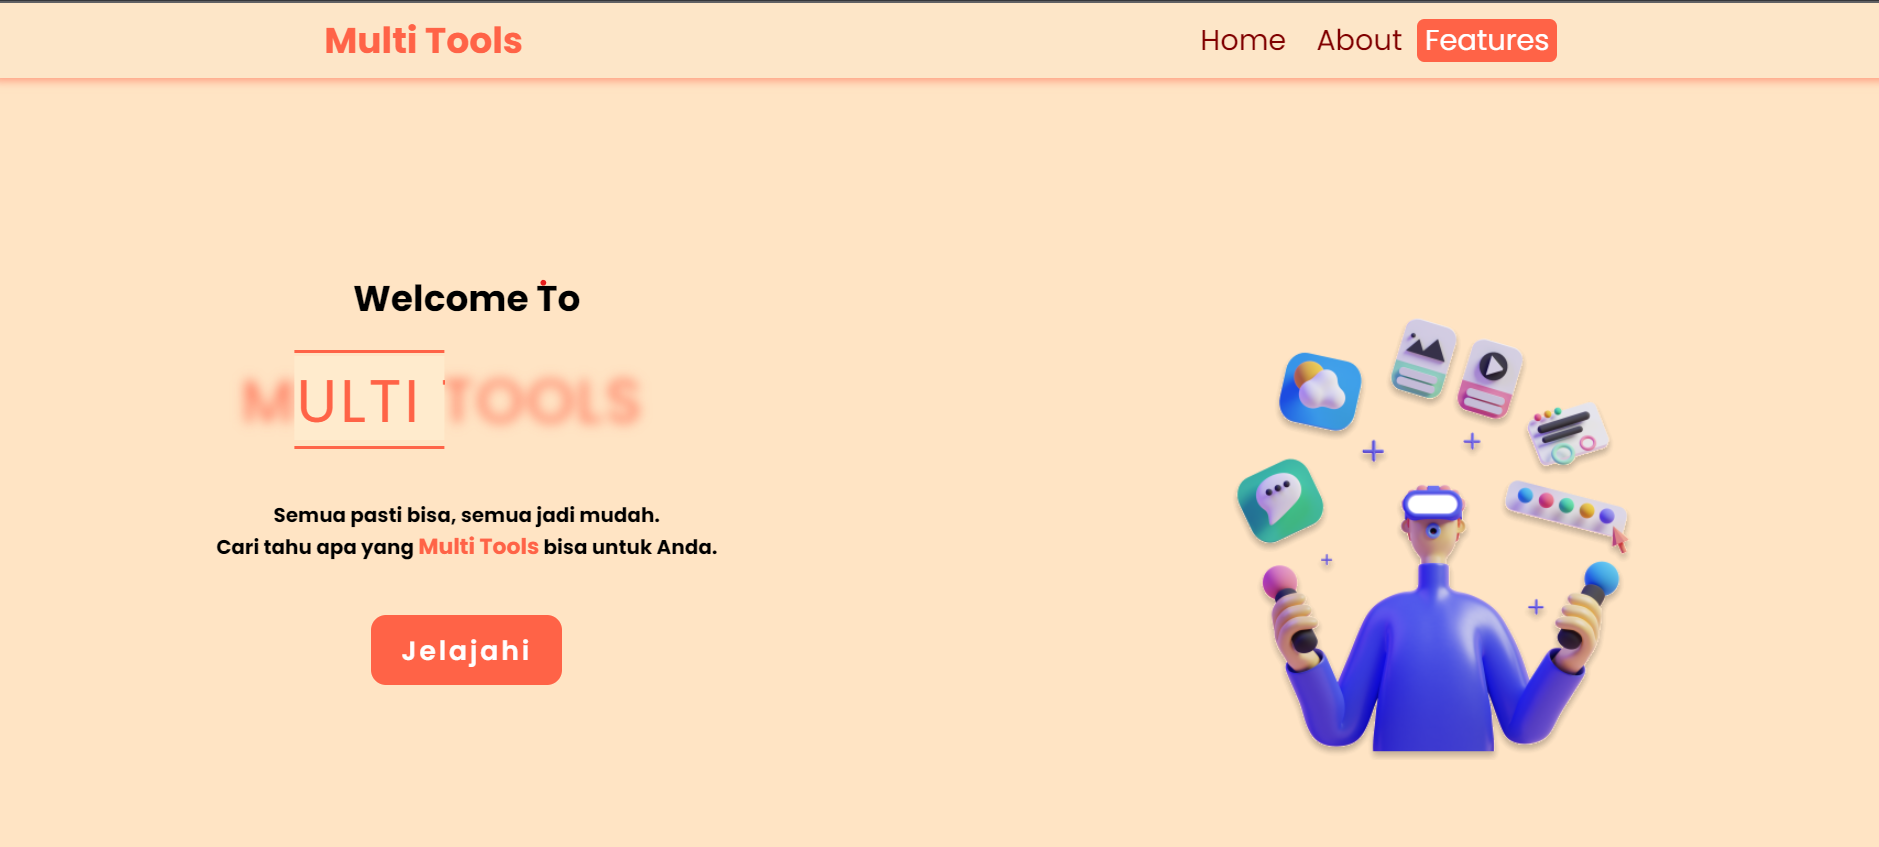 Multi Tools
Home About Features
Welcome To
MULTI TOOLS
Semua pasti bisa, semua jadi mudah.
Cari tahu apa yang Multi Tools bisa untuk Anda.
Jelajahi